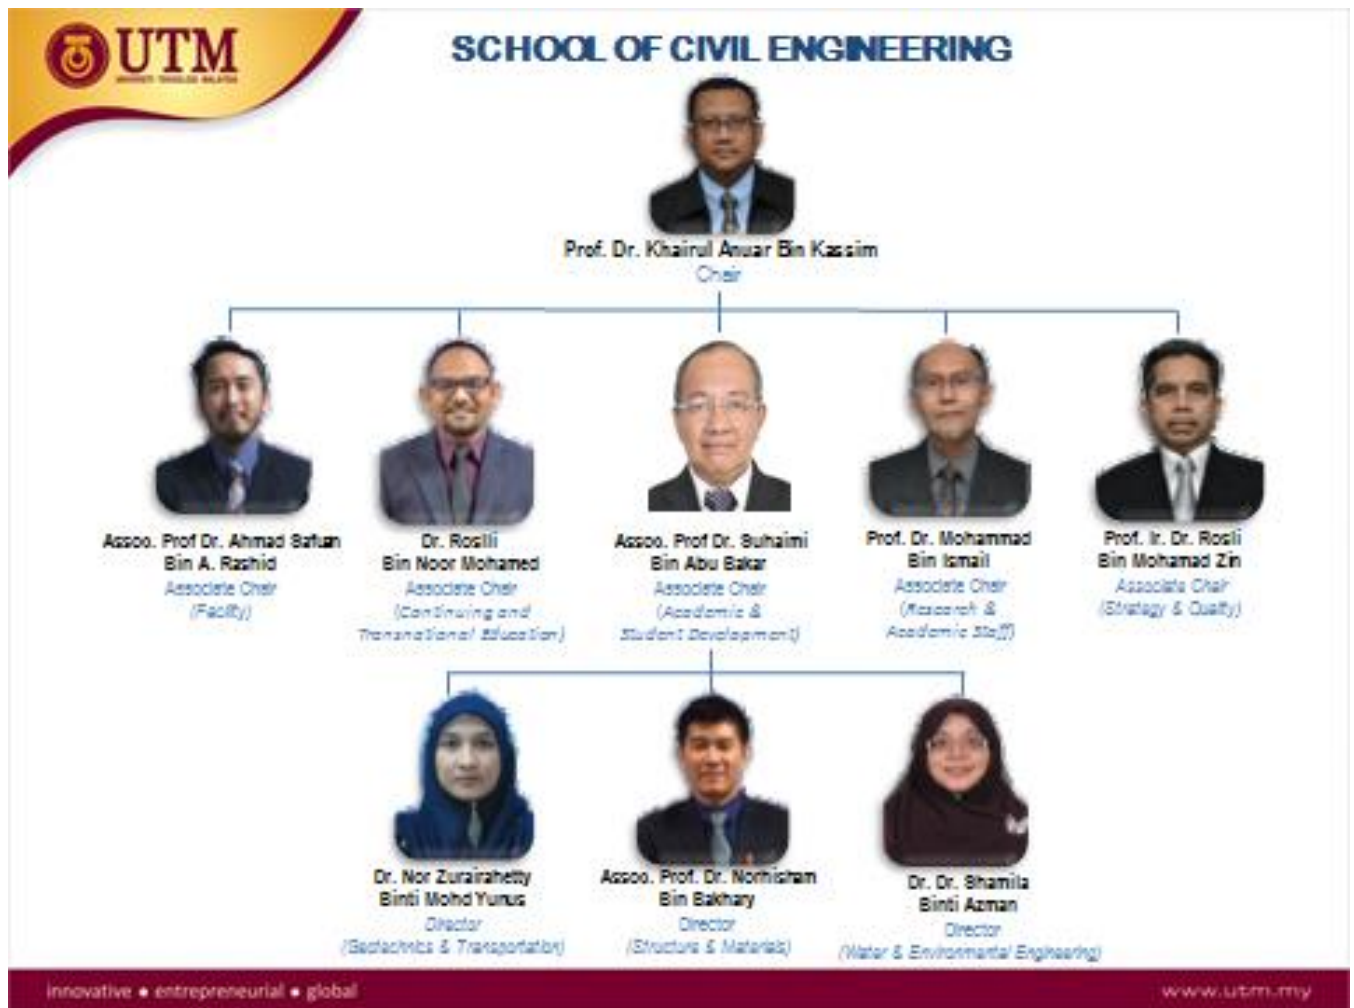 UTM
UNIVERSITI TEKNOLOGI MALAYSIA
SCHOOL OF CIVIL ENGINEERING
Prof. Dr. Khairul Anuar Bin Kassim
Chair
Assoc. Prof Dr. Ahmad Safuan
Bin A. Rashid
Associate Chair
(Facility)
Dr. Roslli
Bin Noor Mohamed
Associate Chair
(Continuing and
Transnational Education)
Assoc. Prof Dr. Suhaimi
Bin Abu Bakar
Associate Chair
(Academic &
Student Development)
Prof. Dr. Mohammad
Bin Ismail
Associate Chair
(Research &
Academic Staff)
Prof. Ir. Dr. Rosli
Bin Mohamad Zin
Associate Chair
(Strategy & Quality)
Dr. Nor Zurairahetty
Binti Mohd Yunus
Director
(Geotechnics & Transportation)
Assoc. Prof. Dr. Norhisham
Bin Bakhary
Director
(Structure & Materials)
Dr. Dr. Shamila
Binti Azman
Director
(Water & Environmental Engineering)
innovative ● entrepreneurial ● global
www.utm.my